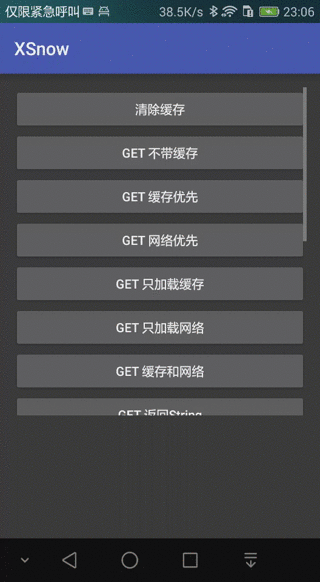 仅限紧急呼叫 38.5K/s 23:06
XSnow
清除缓存
GET 不带缓存
GET 缓存优先
GET 网络优先
GET 只加载缓存
GET 只加载网络
GET 缓存和网络
GET 返回String